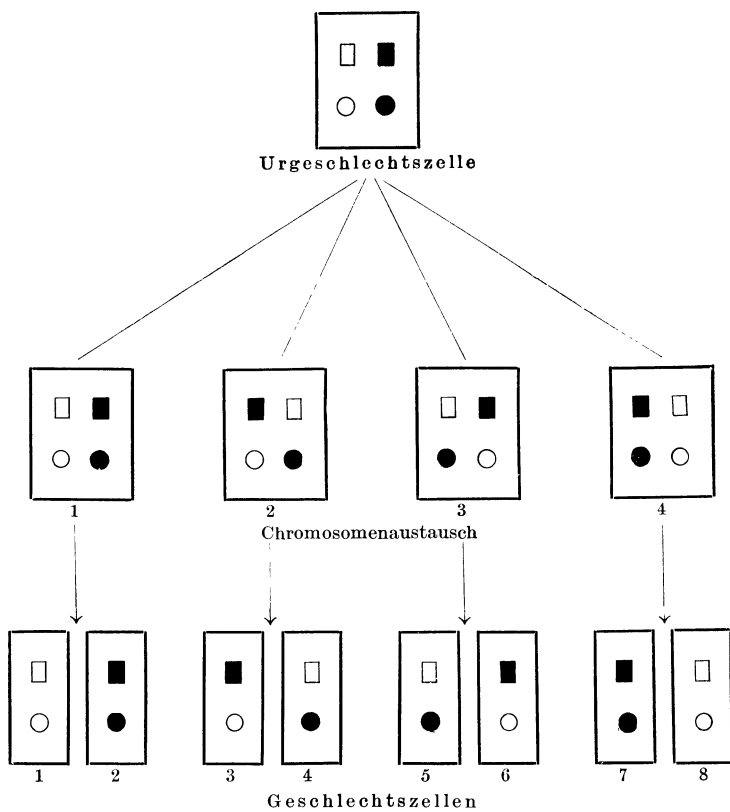 Urgeschlechtszelle
1 2 3 4
Chromosomenaustausch
1 2 3 4 5 6 7 8
Geschlechtszellen